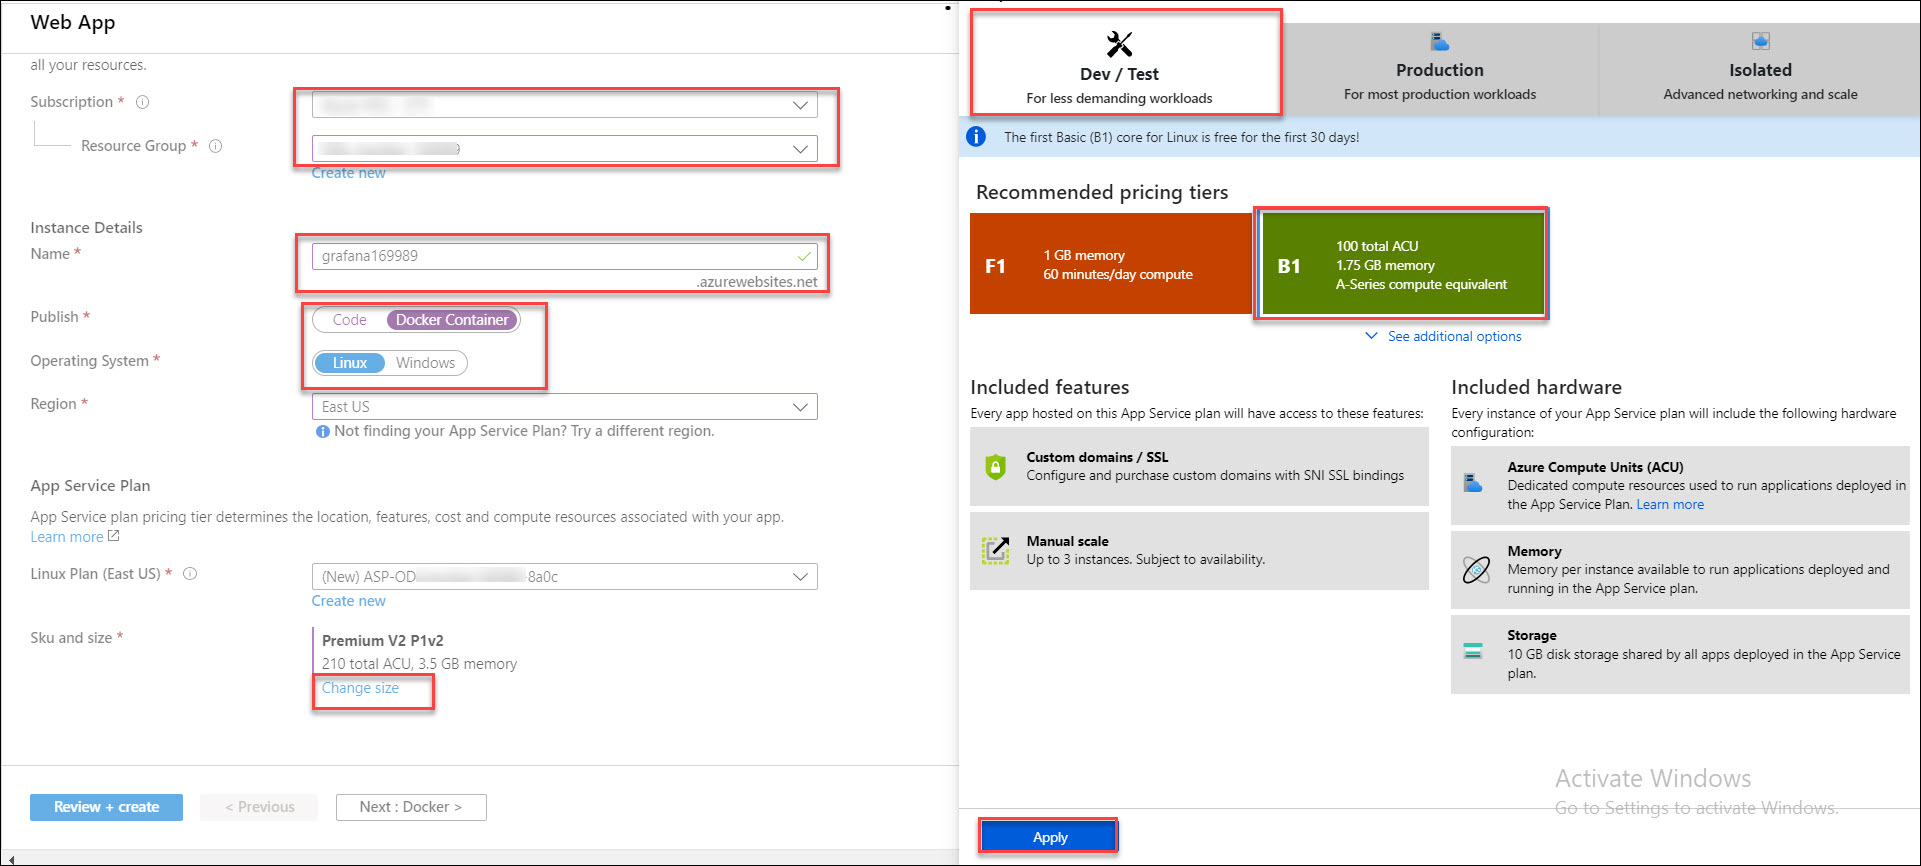 Web App
all your resources.
Subscription *
Resource Group *
9
Create new
Instance Details
Name *
grafana169989
.azurewebsites.net
Publish *
Code Docker Container
Operating System *
Linux Windows
Region *
East US
Not finding your App Service Plan? Try a different region.
App Service Plan
App Service plan pricing tier determines the location, features, cost and compute resources associated with your app.
Learn more
Linux Plan (East US) *
(New) ASP-OD -8a0c
Create new
Sku and size *
Premium V2 P1v2
210 total ACU, 3.5 GB memory
Change size
Review + create
< Previous
Next : Docker >
Dev / Test
For less demanding workloads
Production
For most production workloads
Isolated
Advanced networking and scale
The first Basic (B1) core for Linux is free for the first 30 days!
Recommended pricing tiers
F1
1 GB memory
60 minutes/day compute
B1
100 total ACU
1.75 GB memory
A-Series compute equivalent
See additional options
Included features
Every app hosted on this App Service plan will have access to these features:
Custom domains / SSL
Configure and purchase custom domains with SNI SSL bindings
Manual scale
Up to 3 instances. Subject to availability.
Included hardware
Every instance of your App Service plan will include the following hardware
configuration:
Azure Compute Units (ACU)
Dedicated compute resources used to run applications deployed in
the App Service Plan. Learn more
Memory
Memory per instance available to run applications deployed and
running in the App Service plan.
Storage
10 GB disk storage shared by all apps deployed in the App Service
plan.
Activate Windows
Go to Settings to activate Windows.
Apply